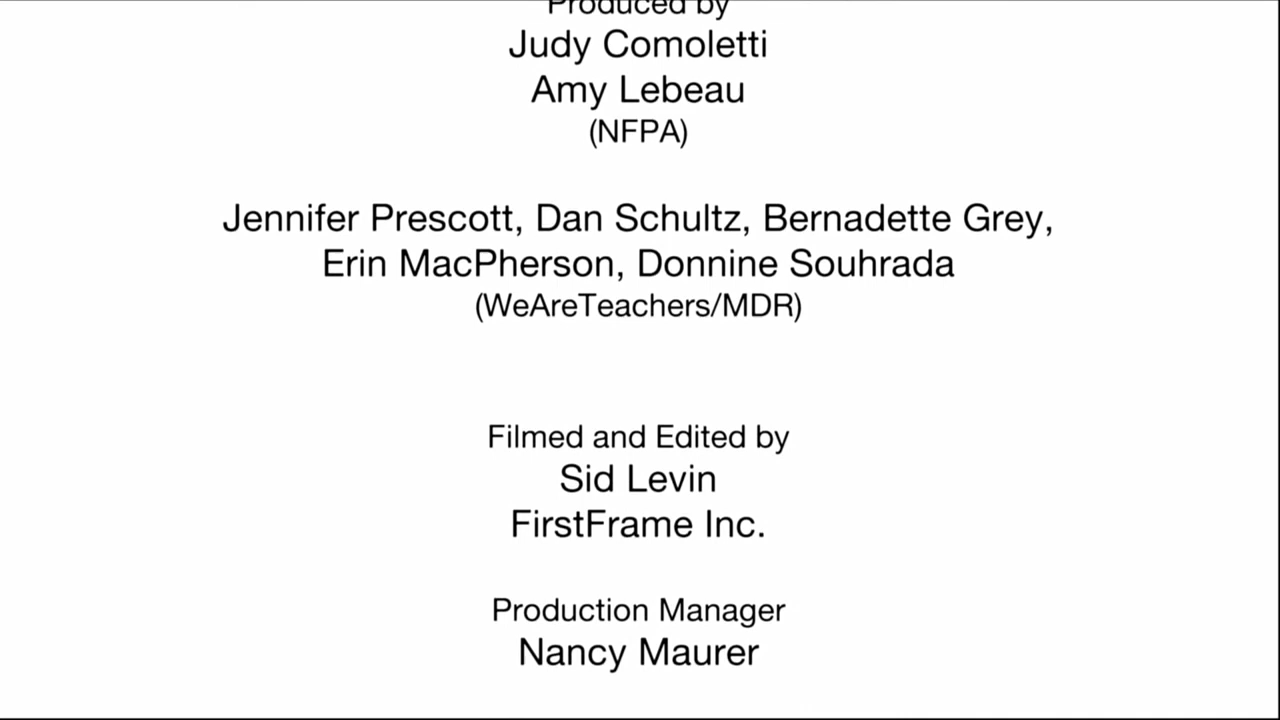 Produced by
Judy Comoletti
Amy Lebeau
(NFPA)
Jennifer Prescott, Dan Schultz, Bernadette Grey,
Erin MacPherson, Donnine Souhrada
(WeAreTeachers/MDR)
Filmed and Edited by
Sid Levin
FirstFrame Inc.
Production Manager
Nancy Maurer